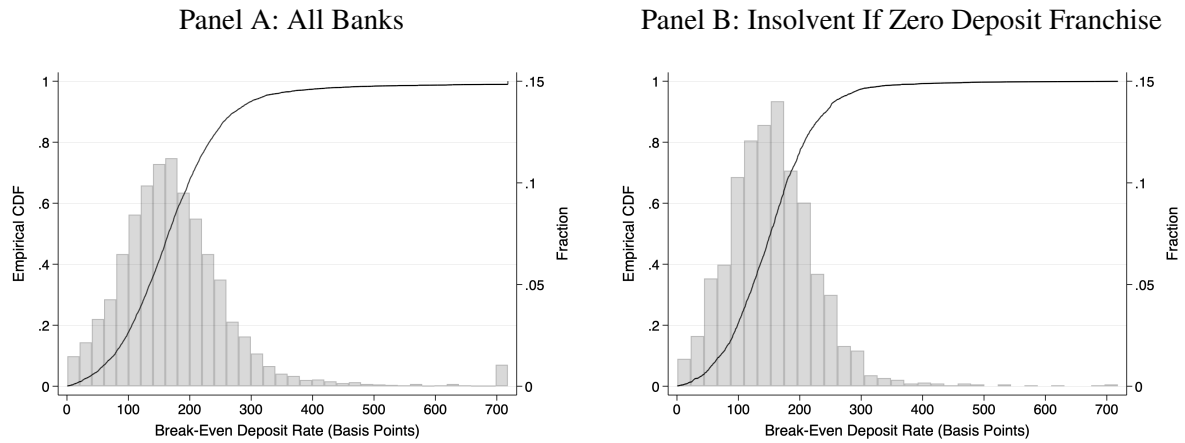 Panel A: All Banks
1
.8
.6
.4
.2
0
Empirical CDF
.15
.1
.05
0
Fraction
0 100 200 300 400 500 600 700
Break-Even Deposit Rate (Basis Points)
Panel B: Insolvent If Zero Deposit Franchise
1
.8
.6
.4
.2
0
Empirical CDF
.15
.1
.05
0
Fraction
0 100 200 300 400 500 600 700
Break-Even Deposit Rate (Basis Points)